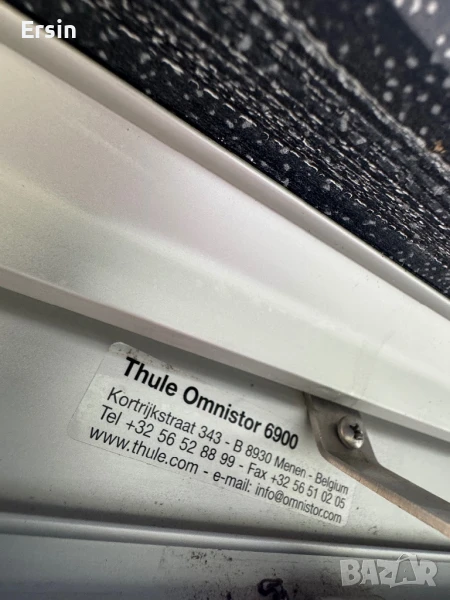 Ersin
Thule Omnistor 6900
Kortrijkstraat 343 - B 8930 Menen - Belgium
Tel +32 56 52 88 99 - Fax +32 56 51 02 05
www.thule.com - e-mail: info@omnistor.com
BAZAR